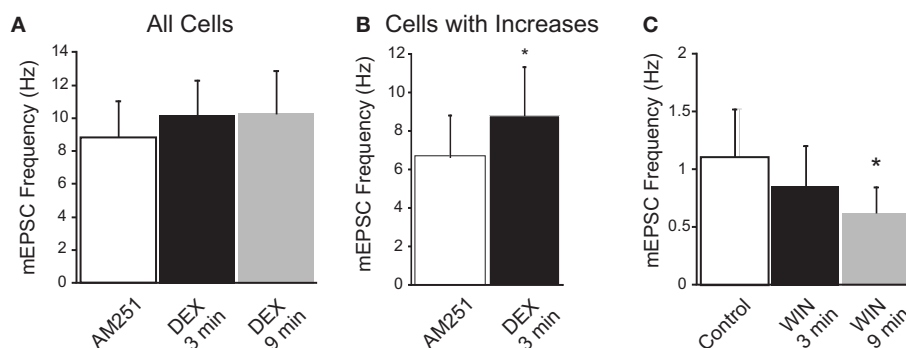 A All Cells
mEPSC Frequency (Hz)
14
12
10
8
6
4
2
0
AM251
DEX
3 min
DEX
9 min
B Cells with Increases
mEPSC Frequency (Hz)
12
10
8
6
4
2
0
*
AM251
DEX
3 min
C
mEPSC Frequency (Hz)
2
1.5
1
0.5
0
*
Control
WIN
3 min
WIN
9 min